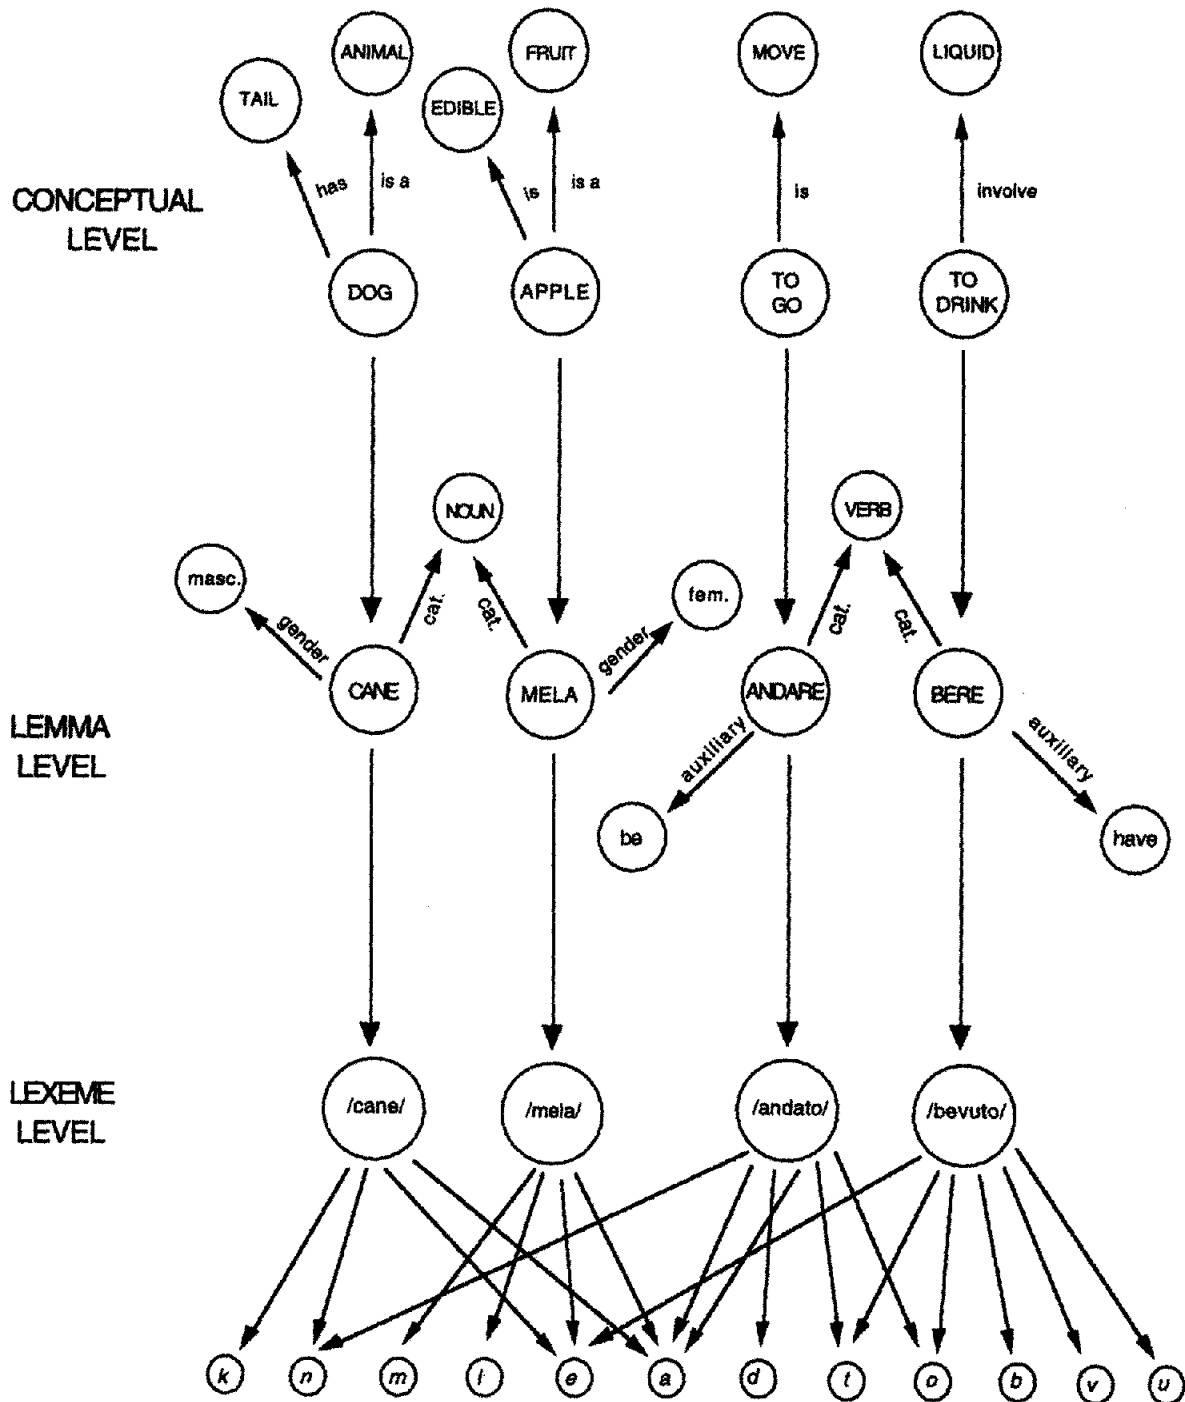 ANIMAL
FRUIT
MOVE
LIQUID
TAIL
EDIBLE
has
is a
is
is a
is
involve
CONCEPTUAL
LEVEL
DOG
APPLE
TO
GO
TO
DRINK
NOUN
VERB
masc.
fem.
gender
cat.
cat.
gender
cat.
cat.
CANE
MELA
ANDARE
BERE
LEMMA
LEVEL
auxiliary
auxiliary
be
have
LEXEME
LEVEL
/cane/
/mela/
/andato/
/bevuto/
k
n
m
l
e
a
d
t
o
b
v
u